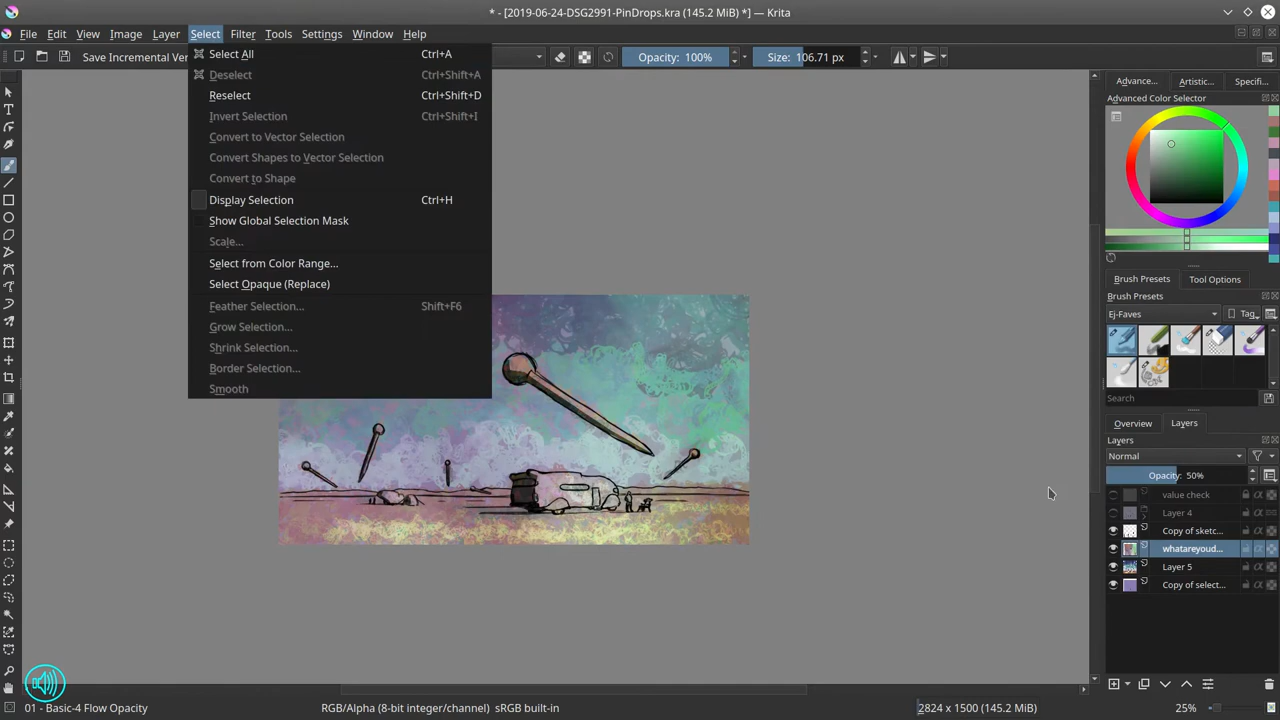 * - [2019-06-24-DSG2991-PinDrops.kra (145.2 MiB) *] — Krita
File Edit View Image Layer Select Filter Tools Settings Window Help
Save Incremental Ver
Opacity: 100%
Size: 106.71 px
Select All Ctrl+A
Deselect Ctrl+Shift+A
Reselect Ctrl+Shift+D
Invert Selection Ctrl+Shift+I
Convert to Vector Selection
Convert Shapes to Vector Selection
Convert to Shape
Display Selection Ctrl+H
Show Global Selection Mask
Scale...
Select from Color Range...
Select Opaque (Replace)
Feather Selection... Shift+F6
Grow Selection...
Shrink Selection...
Border Selection...
Smooth
Advance... Artistic... Specifi...
Advanced Color Selector
Brush Presets Tool Options
Brush Presets
Ej-Faves Tag
Search
Overview Layers
Layers
Normal
Opacity: 50%
value check
Layer 4
Copy of sketc...
whatareyoud...
Layer 5
Copy of select...
01 - Basic-4 Flow Opacity RGB/Alpha (8-bit integer/channel) sRGB built-in 2824 x 1500 (145.2 MiB) 25%